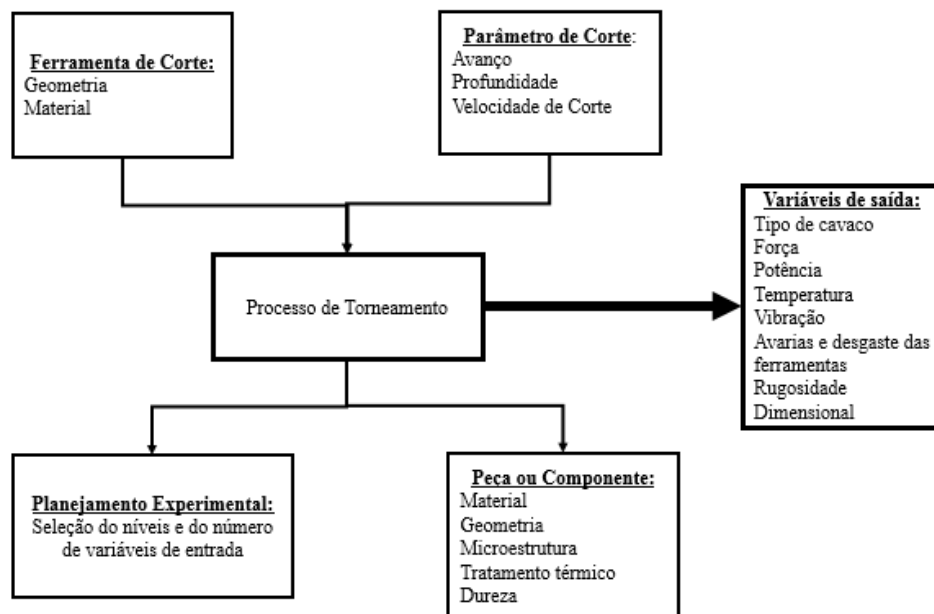 Ferramenta de Corte:
Geometria
Material
Parâmetro de Corte:
Avanço
Profundidade
Velocidade de Corte
Variáveis de saída:
Tipo de cavaco
Força
Potência
Temperatura
Vibração
Avarias e desgaste das
ferramentas
Rugosidade
Dimensional
Processo de Torneamento
Planejamento Experimental:
Seleção do níveis e do número
de variáveis de entrada
Peça ou Componente:
Material
Geometria
Microestrutura
Tratamento térmico
Dureza